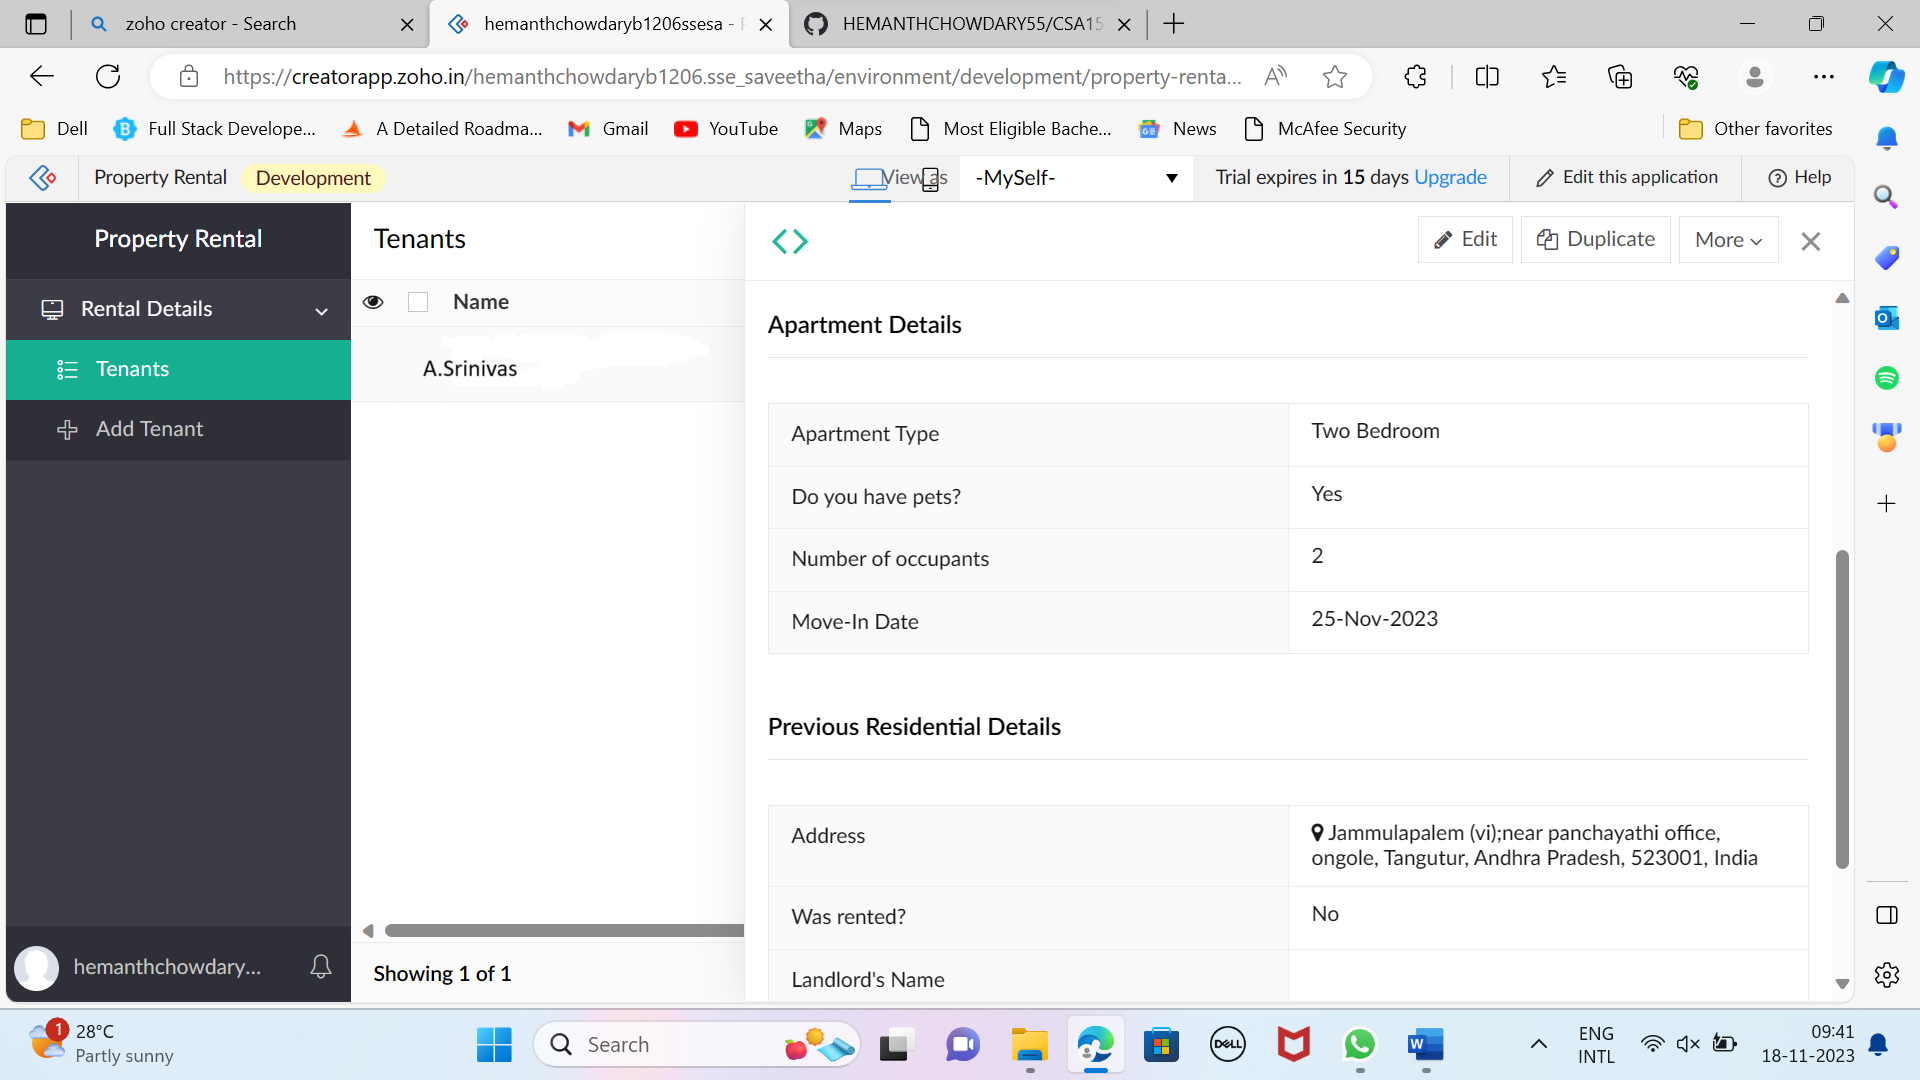 zoho creator - Search
hemanthchowdaryb1206ssesa -
HEMANTHCHOWDARY55/CSA15
https://creatorapp.zoho.in/hemanthchowdaryb1206.sse_saveetha/environment/development/property-renta...
Dell
Full Stack Develope...
A Detailed Roadma...
Gmail
YouTube
Maps
Most Eligible Bache...
News
McAfee Security
Other favorites
Property Rental
Development
View as
-MySelf-
Trial expires in 15 days Upgrade
Edit this application
Help
Property Rental
Rental Details
Tenants
Add Tenant
hemanthchowdary...
Tenants
Name
A.Srinivas
Showing 1 of 1
Edit
Duplicate
More
Apartment Details
Apartment Type Two Bedroom
Do you have pets? Yes
Number of occupants 2
Move-In Date 25-Nov-2023
Previous Residential Details
Address Jammulapalem (vi);near panchayathi office,
ongole, Tangutur, Andhra Pradesh, 523001, India
Was rented? No
Landlord's Name
1
28°C
Partly sunny
Search
DELL
W
ENG
INTL
09:41
18-11-2023